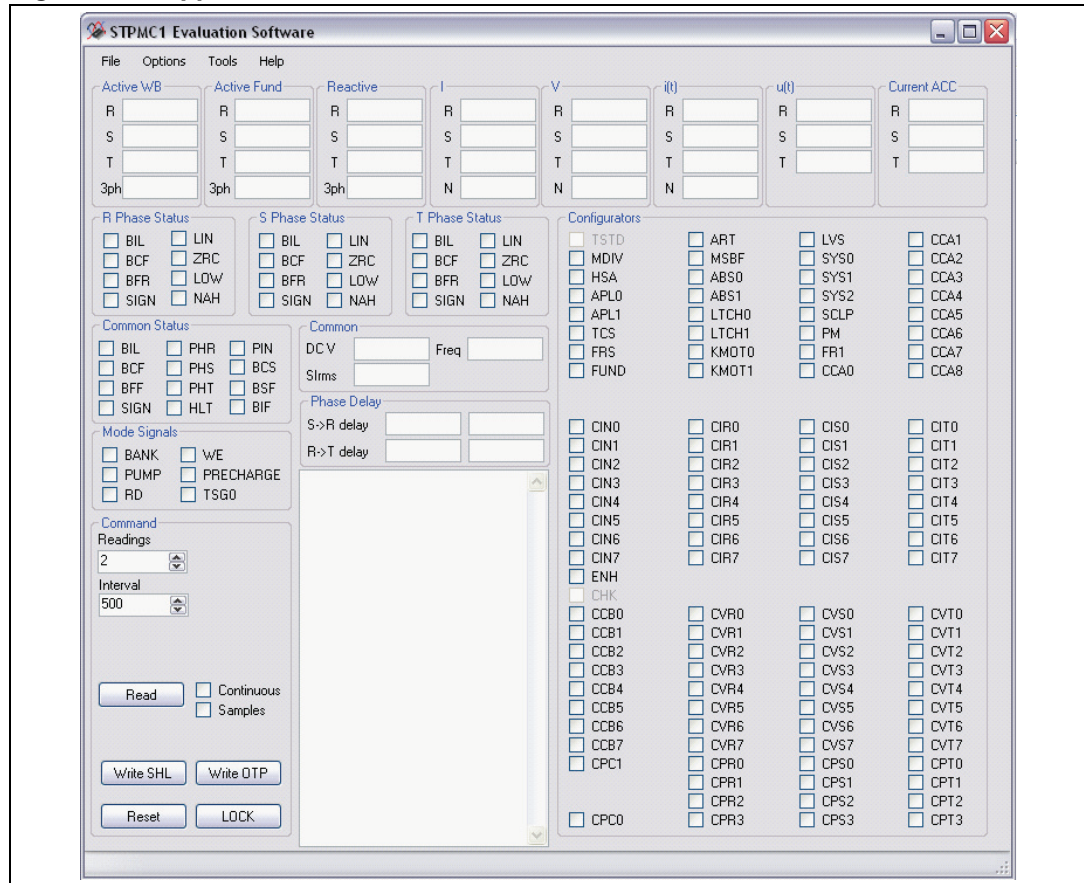 STPMC1 Evaluation Software
File Options Tools Help
Active WB Active Fund Reactive I V i(t) u(t) Current ACC
R R R R R R R R
S S S S S S S S
T T T T T T T T
3ph 3ph 3ph N N N
R Phase Status S Phase Status T Phase Status Configurators
BIL LIN BIL LIN BIL LIN TSTD ART LVS CCA1
BCF ZRC BCF ZRC BCF ZRC MDIV MSBF SYS0 CCA2
BFR LOW BFR LOW BFR LOW HSA ABS0 SYS1 CCA3
SIGN NAH SIGN NAH SIGN NAH APL0 ABS1 SYS2 CCA4
APL1 LTCH0 SCLP CCA5
Common Status Common TCS LTCH1 PM CCA6
BIL PHR PIN DC V Freq FRS KMOT0 FR1 CCA7
BCF PHS BCS SIrms FUND KMOT1 CCA0 CCA8
BFF PHT BSF Phase Delay
SIGN HLT BIF S->R delay CIN0 CIR0 CIS0 CIT0
Mode Signals R->T delay CIN1 CIR1 CIS1 CIT1
BANK WE CIN2 CIR2 CIS2 CIT2
PUMP PRECHARGE CIN3 CIR3 CIS3 CIT3
RD TSG0 CIN4 CIR4 CIS4 CIT4
Command CIN5 CIR5 CIS5 CIT5
Readings CIN6 CIR6 CIS6 CIT6
2 CIN7 CIR7 CIS7 CIT7
Interval ENH
500 CHK
CCB0 CVR0 CVS0 CVT0
CCB1 CVR1 CVS1 CVT1
CCB2 CVR2 CVS2 CVT2
CCB3 CVR3 CVS3 CVT3
Read Continuous CCB4 CVR4 CVS4 CVT4
Samples CCB5 CVR5 CVS5 CVT5
CCB6 CVR6 CVS6 CVT6
CCB7 CVR7 CVS7 CVT7
Write SHL Write OTP CPC1 CPR0 CPS0 CPT0
CPR1 CPS1 CPT1
CPR2 CPS2 CPT2
Reset LOCK CPC0 CPR3 CPS3 CPT3